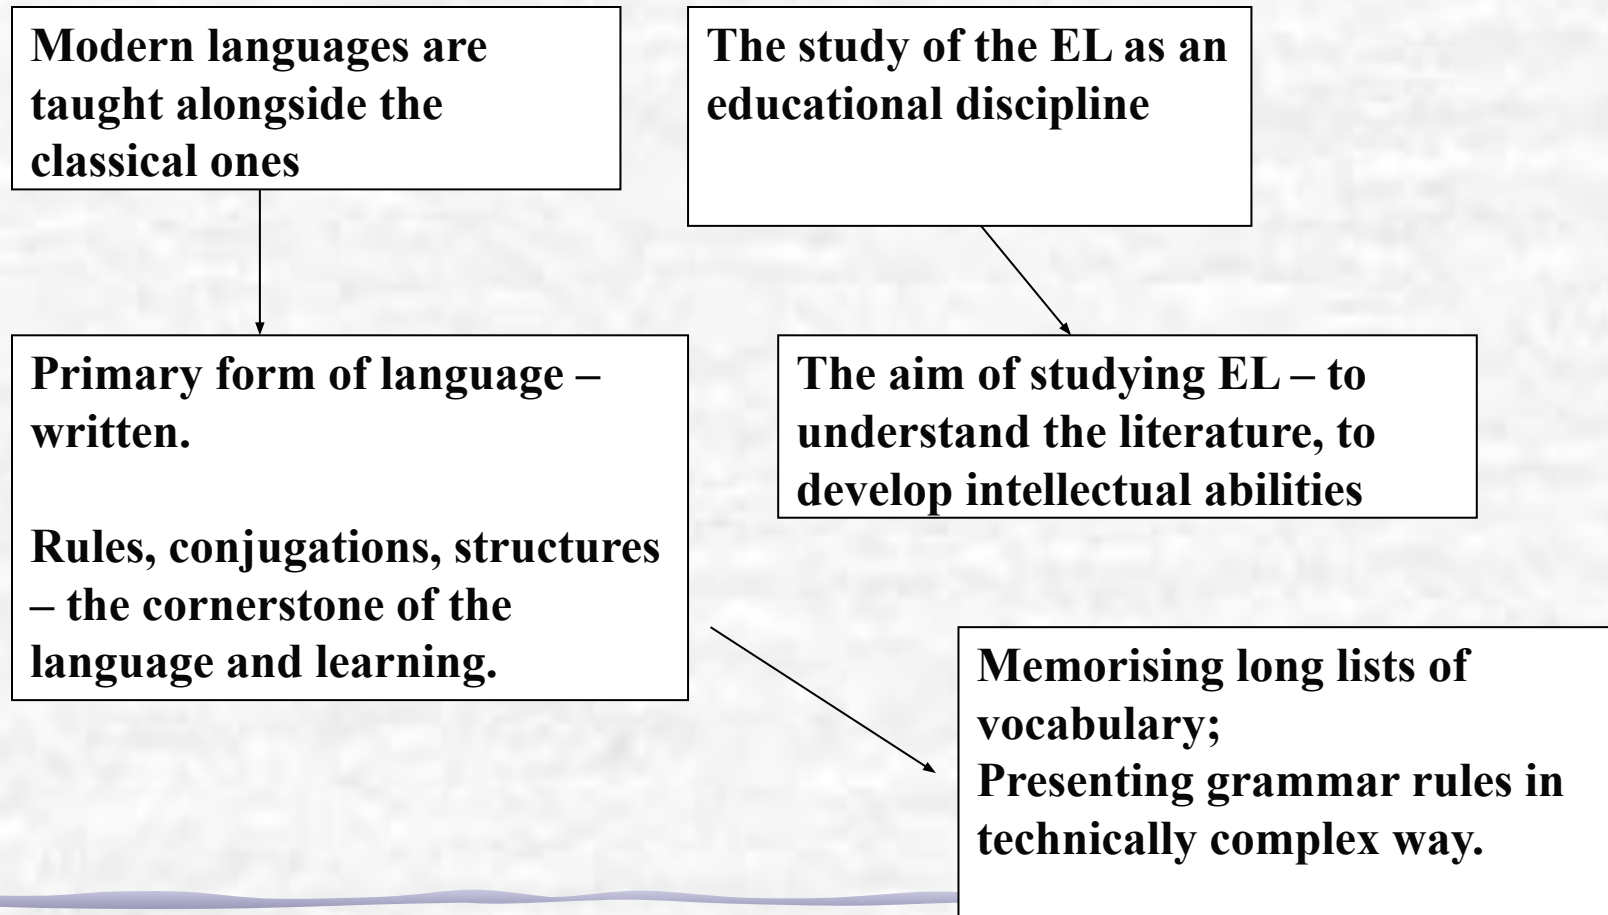 Modern languages are
taught alongside the
classical ones
The study of the EL as an
educational discipline
Primary form of language –
written.
Rules, conjugations, structures
– the cornerstone of the
language and learning.
The aim of studying EL – to
understand the literature, to
develop intellectual abilities
Memorising long lists of
vocabulary;
Presenting grammar rules in
technically complex way.